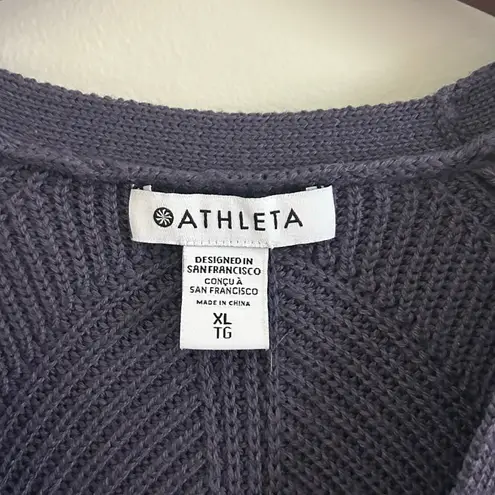 ATHLETA
DESIGNED IN
SAN FRANCISCO
CONÇU À
SAN FRANCISCO
MADE IN CHINA
XL
TG